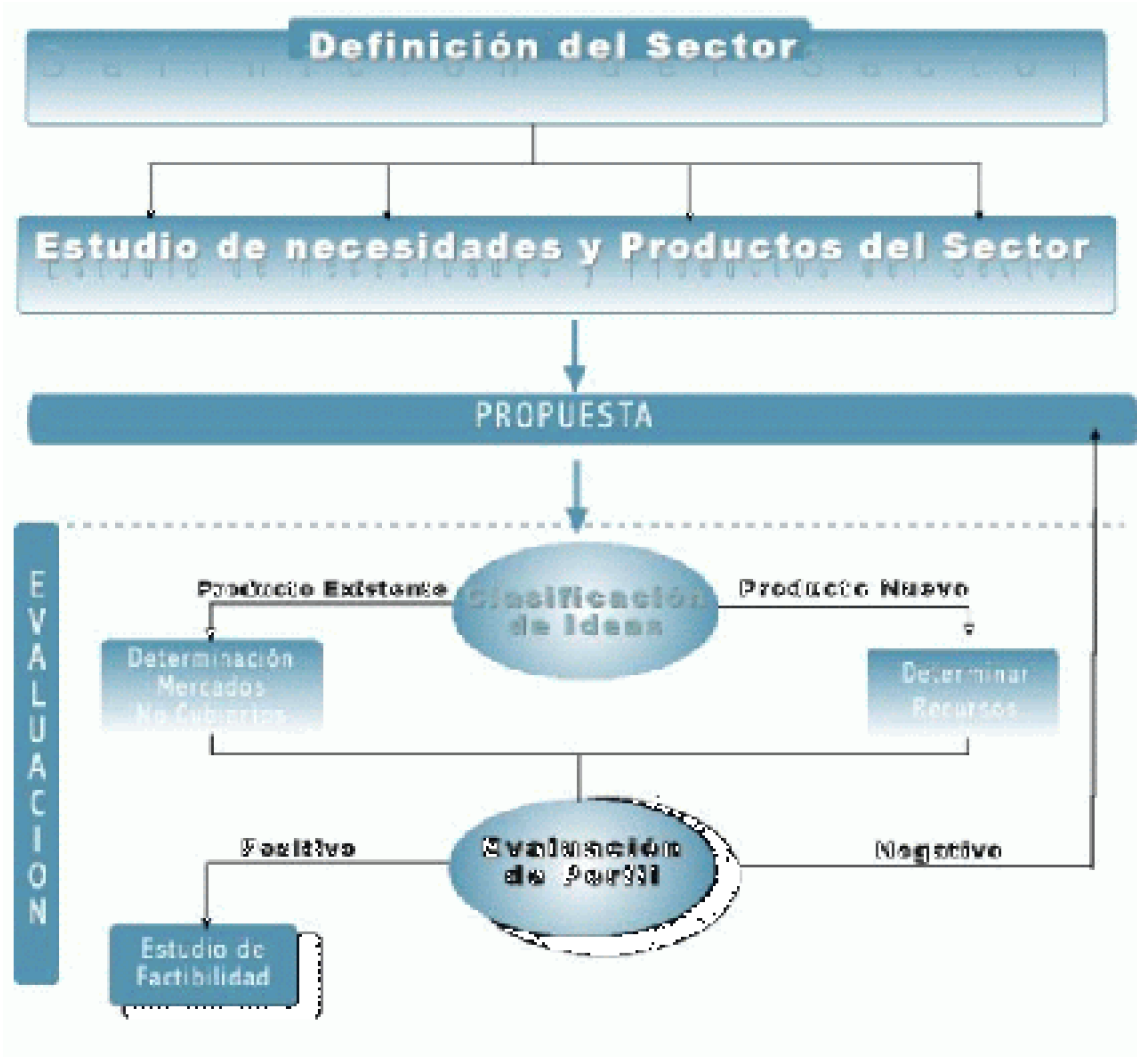 Definición del Sector
Estudio de necesidades y Productos del Sector
PROPUESTA
EVALUACION
Producto Existente
Clasificación
de Ideas
Producto Nuevo
Determinación
Mercados
No Cubiertos
Determinar
Recursos
Positivo
Evaluación
de Perfil
Negativo
Estudio de
Factibilidad